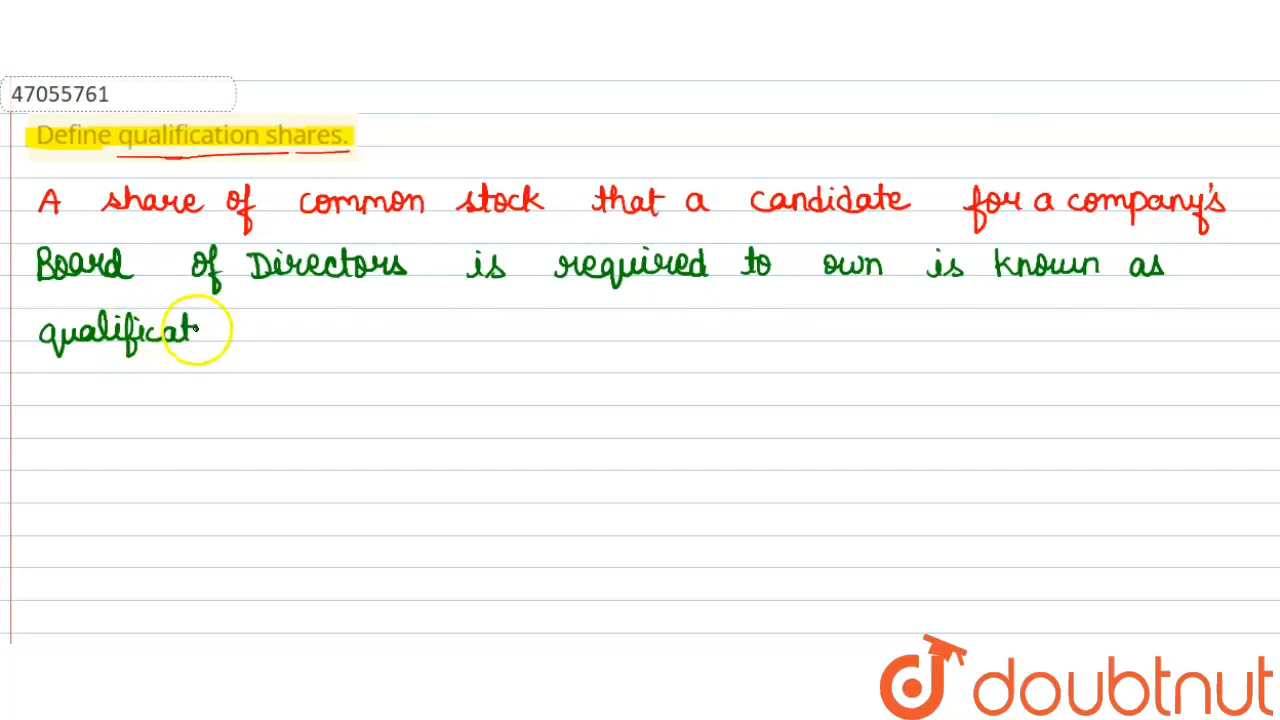 47055761
Define qualification shares.
A share of common stock that a candidate for a company's
Board of Directors is required to own is known as
qualificat
doubtnut